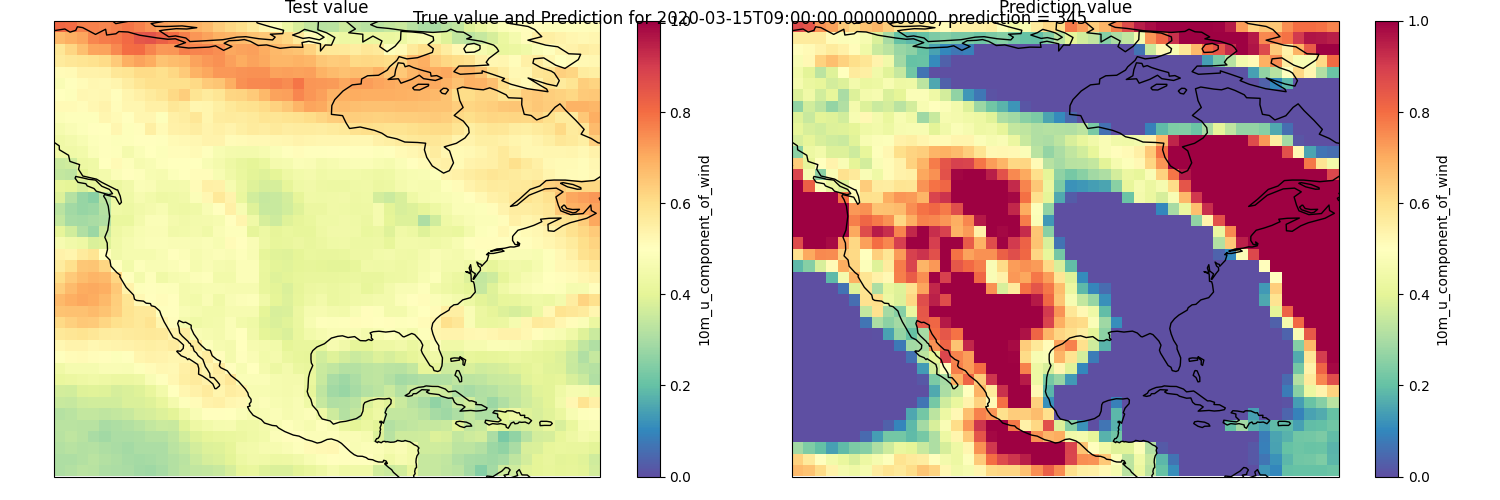 Test value
Prediction value
True value and Prediction for 2020-03-15T09:00:00.000000000, prediction = 345
1.0
0.8
0.6
0.4
0.2
0.0
10m_u_component_of_wind
1.0
0.8
0.6
0.4
0.2
0.0
10m_u_component_of_wind